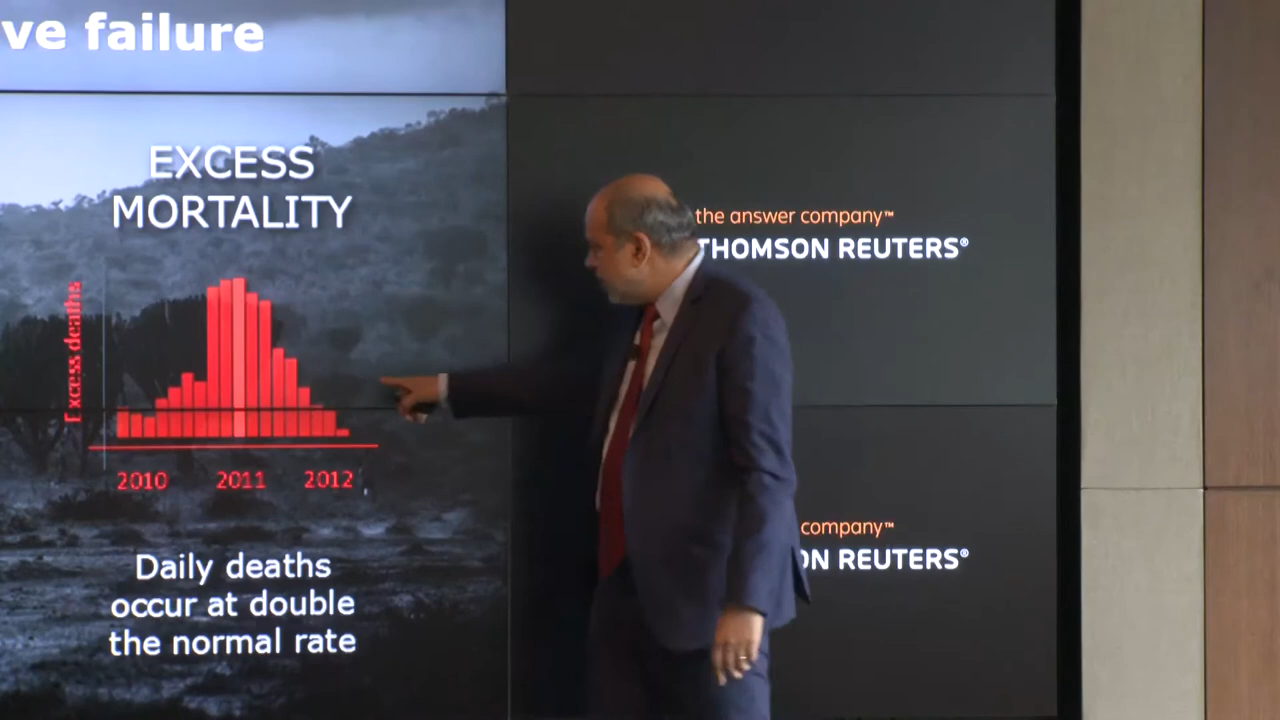 ve failure
EXCESS
MORTALITY
Excess deaths
2010 2011 2012
Daily deaths
occur at double
the normal rate
the answer company™
THOMSON REUTERS®
company™
ON REUTERS®